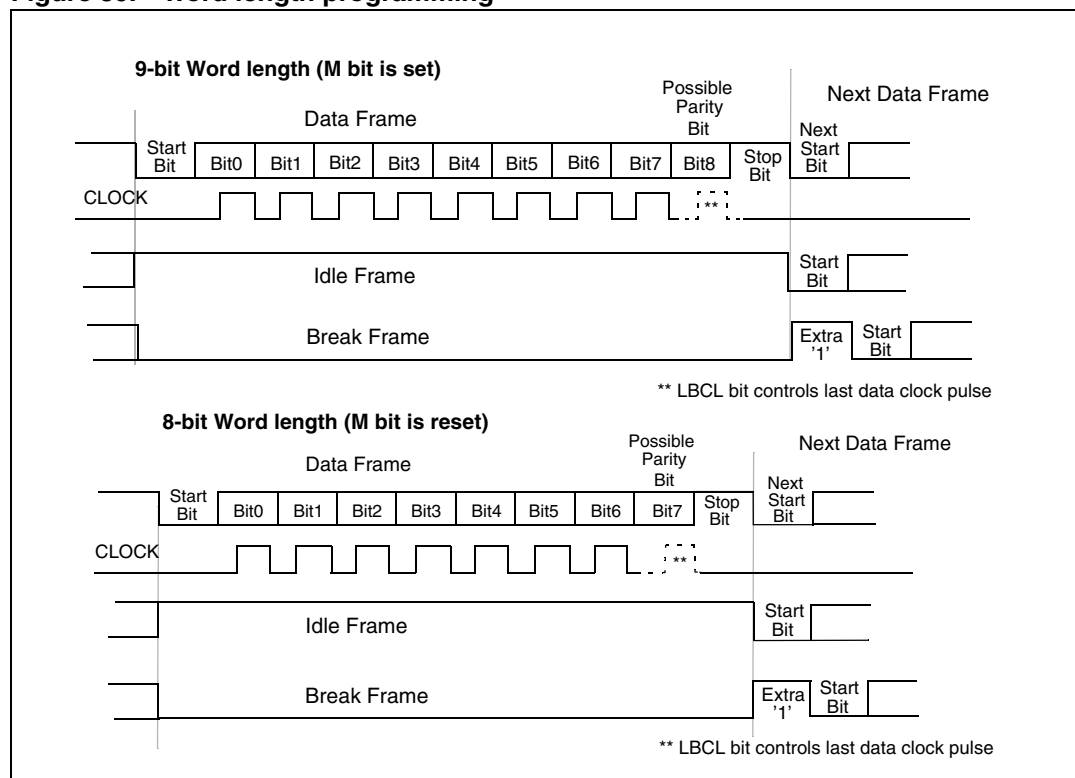 9-bit Word length (M bit is set)
Possible
Parity
Bit
Next Data Frame
Data Frame
Start
Bit
Bit0
Bit1
Bit2
Bit3
Bit4
Bit5
Bit6
Bit7
Bit8
Stop
Bit
Next
Start
Bit
CLOCK
**
Idle Frame
Start
Bit
Break Frame
Extra
'1'
Start
Bit
** LBCL bit controls last data clock pulse
8-bit Word length (M bit is reset)
Possible
Parity
Bit
Next Data Frame
Data Frame
Start
Bit
Bit0
Bit1
Bit2
Bit3
Bit4
Bit5
Bit6
Bit7
Stop
Bit
Next
Start
Bit
CLOCK
**
Idle Frame
Start
Bit
Break Frame
Extra
'1'
Start
Bit
** LBCL bit controls last data clock pulse